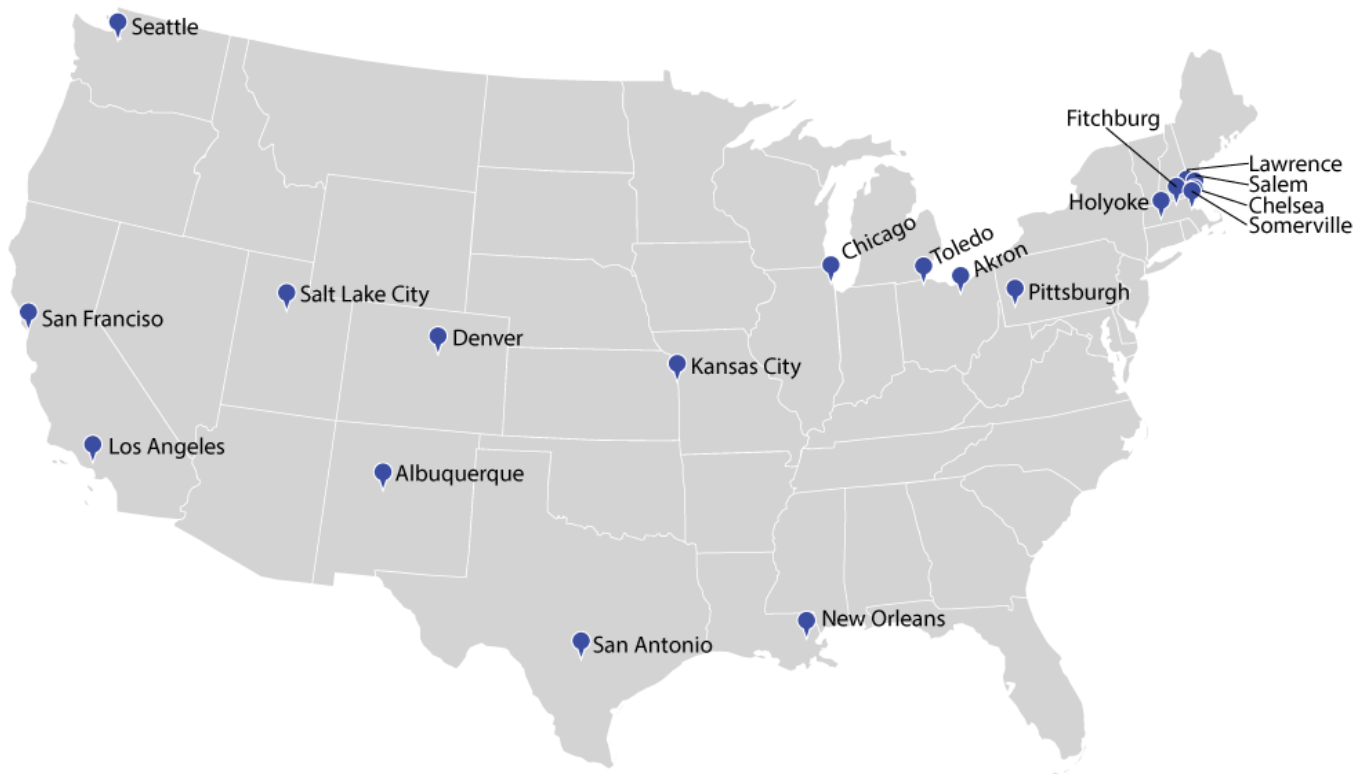 Seattle
Fitchburg
Lawrence
Salem
Holyoke
Chelsea
Somerville
Chicago
Toledo
Akron
Salt Lake City
Pittsburgh
San Franciso
Denver
Kansas City
Los Angeles
Albuquerque
New Orleans
San Antonio